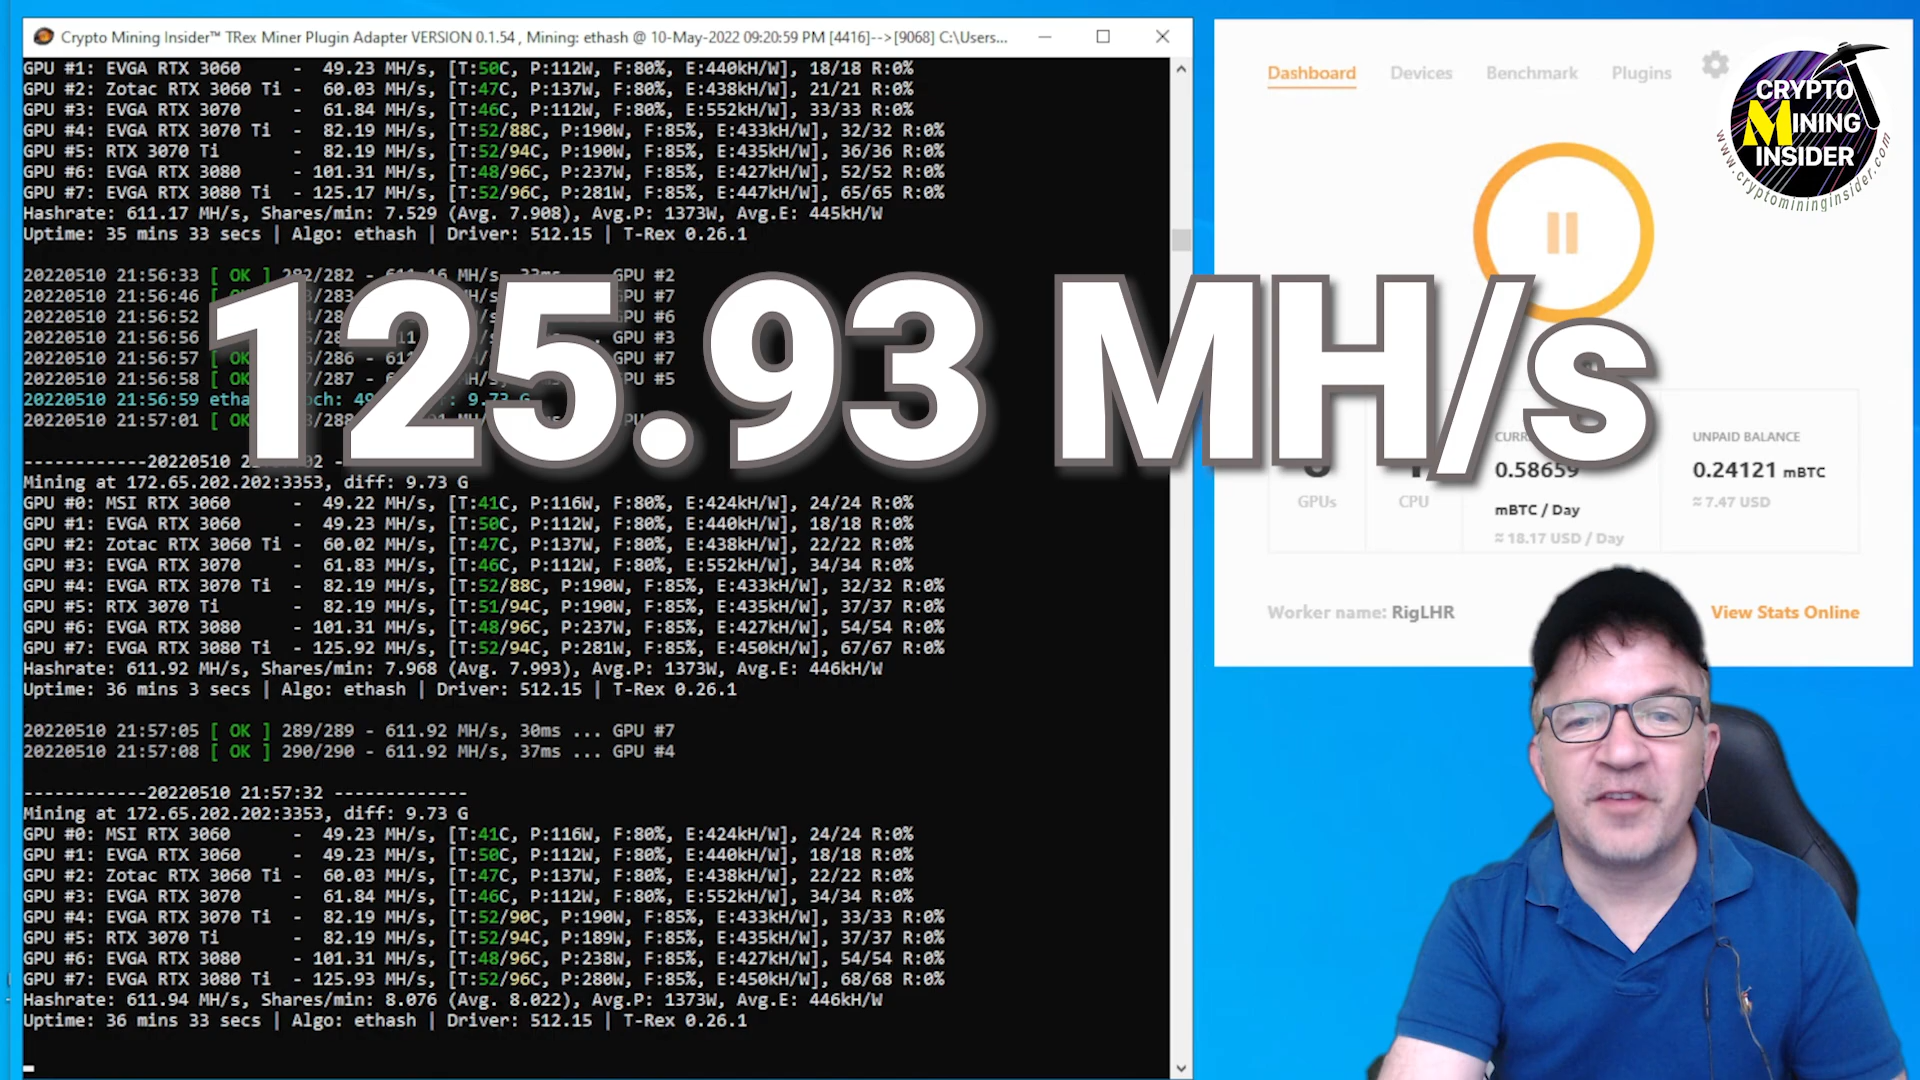 Crypto Mining Insider™ TRex Miner Plugin Adapter VERSION 0.1.54 , Mining: ethash @ 10-May-2022 09:20:59 PM [4416]-->[9068] C:\Users...
GPU #1: EVGA RTX 3060 - 49.23 MH/s, [T:50C, P:112W, F:80%, E:440kH/W], 18/18 R:0%
GPU #2: Zotac RTX 3060 Ti - 60.03 MH/s, [T:47C, P:137W, F:80%, E:438kH/W], 21/21 R:0%
GPU #3: EVGA RTX 3070 - 61.84 MH/s, [T:46C, P:112W, F:80%, E:552kH/W], 33/33 R:0%
GPU #4: EVGA RTX 3070 Ti - 82.19 MH/s, [T:52/88C, P:190W, F:85%, E:433kH/W], 32/32 R:0%
GPU #5: RTX 3070 Ti - 82.19 MH/s, [T:52/94C, P:190W, F:85%, E:435kH/W], 36/36 R:0%
GPU #6: EVGA RTX 3080 - 101.31 MH/s, [T:48/96C, P:237W, F:85%, E:427kH/W], 52/52 R:0%
GPU #7: EVGA RTX 3080 Ti - 125.17 MH/s, [T:52/96C, P:281W, F:85%, E:447kH/W], 65/65 R:0%
Hashrate: 611.17 MH/s, Shares/min: 7.529 (Avg. 7.908), Avg.P: 1373W, Avg.E: 445kH/W
Uptime: 35 mins 33 secs | Algo: ethash | Driver: 512.15 | T-Rex 0.26.1
20220510 21:56:33 [ OK ] 282/282 - 611.16 MH/s, 33ms ... GPU #2
20220510 21:56:46 [ GPU #7
20220510 21:56:52 GPU #6
20220510 21:56:56 GPU #3
20220510 21:56:57 [ OK GPU #7
20220510 21:56:58 [ OK GPU #5
20220510 21:56:59 9.73 G
20220510 21:57:01 [ OK
125.93 MH/s
Mining at 172.65.202.202:3353, diff: 9.73 G
GPU #0: MSI RTX 3060 - 49.22 MH/s, [T:41C, P:116W, F:80%, E:424kH/W], 24/24 R:0%
GPU #1: EVGA RTX 3060 - 49.23 MH/s, [T:50C, P:112W, F:80%, E:440kH/W], 18/18 R:0%
GPU #2: Zotac RTX 3060 Ti - 60.02 MH/s, [T:47C, P:137W, F:80%, E:438kH/W], 22/22 R:0%
GPU #3: EVGA RTX 3070 - 61.83 MH/s, [T:46C, P:112W, F:80%, E:552kH/W], 34/34 R:0%
GPU #4: EVGA RTX 3070 Ti - 82.19 MH/s, [T:52/88C, P:190W, F:85%, E:433kH/W], 32/32 R:0%
GPU #5: RTX 3070 Ti - 82.19 MH/s, [T:51/94C, P:190W, F:85%, E:435kH/W], 37/37 R:0%
GPU #6: EVGA RTX 3080 - 101.31 MH/s, [T:48/96C, P:237W, F:85%, E:427kH/W], 54/54 R:0%
GPU #7: EVGA RTX 3080 Ti - 125.92 MH/s, [T:52/94C, P:281W, F:85%, E:450kH/W], 67/67 R:0%
Hashrate: 611.92 MH/s, Shares/min: 7.968 (Avg. 7.993), Avg.P: 1373W, Avg.E: 446kH/W
Uptime: 36 mins 3 secs | Algo: ethash | Driver: 512.15 | T-Rex 0.26.1
20220510 21:57:05 [ OK ] 289/289 - 611.92 MH/s, 30ms ... GPU #7
20220510 21:57:08 [ OK ] 290/290 - 611.92 MH/s, 37ms ... GPU #4
------------20220510 21:57:32 -------------
Mining at 172.65.202.202:3353, diff: 9.73 G
GPU #0: MSI RTX 3060 - 49.23 MH/s, [T:41C, P:116W, F:80%, E:424kH/W], 24/24 R:0%
GPU #1: EVGA RTX 3060 - 49.23 MH/s, [T:50C, P:112W, F:80%, E:440kH/W], 18/18 R:0%
GPU #2: Zotac RTX 3060 Ti - 60.03 MH/s, [T:47C, P:137W, F:80%, E:438kH/W], 22/22 R:0%
GPU #3: EVGA RTX 3070 - 61.84 MH/s, [T:46C, P:112W, F:80%, E:552kH/W], 34/34 R:0%
GPU #4: EVGA RTX 3070 Ti - 82.19 MH/s, [T:52/90C, P:190W, F:85%, E:433kH/W], 33/33 R:0%
GPU #5: RTX 3070 Ti - 82.19 MH/s, [T:52/94C, P:189W, F:85%, E:435kH/W], 37/37 R:0%
GPU #6: EVGA RTX 3080 - 101.31 MH/s, [T:48/96C, P:238W, F:85%, E:427kH/W], 54/54 R:0%
GPU #7: EVGA RTX 3080 Ti - 125.93 MH/s, [T:52/96C, P:280W, F:85%, E:450kH/W], 68/68 R:0%
Hashrate: 611.94 MH/s, Shares/min: 8.076 (Avg. 8.022), Avg.P: 1373W, Avg.E: 446kH/W
Uptime: 36 mins 33 secs | Algo: ethash | Driver: 512.15 | T-Rex 0.26.1
Dashboard Devices Benchmark Plugins
CRYPTO
MINING
INSIDER
www.cryptomininginsider.com
GPUs
CPU
0.58659
mBTC / Day
≈ 18.17 USD / Day
UNPAID BALANCE
0.24121 mBTC
≈ 7.47 USD
Worker name: RigLHR
View Stats Online